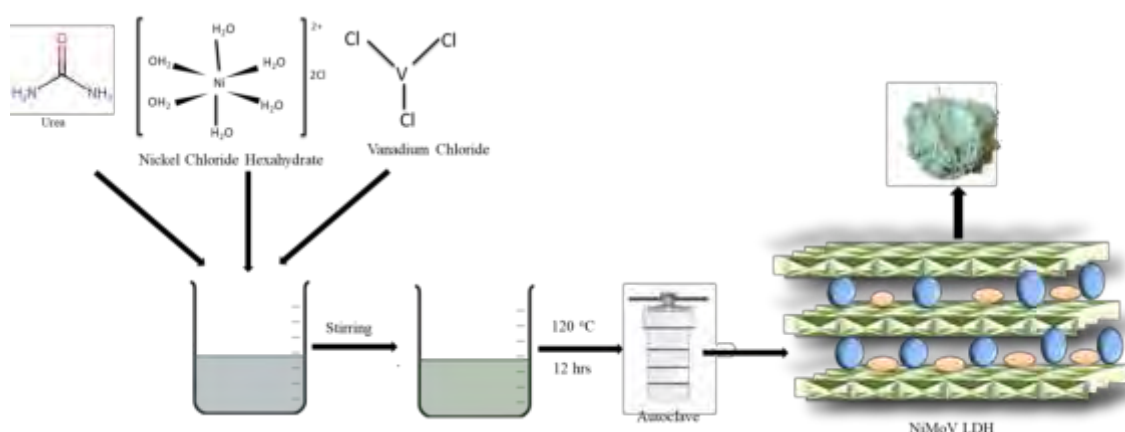 O
H₂N
NH₂
Urea
H₂O
H₂O
OH₂
H₂O
Ni
OH₂
H₂O
H₂O
2+
2Cl
Nickel Chloride Hexahydrate
Cl
Cl
V
Cl
Vanadium Chloride
Stirring
120 °C
12 hrs
Autoclave
NiMoV LDH